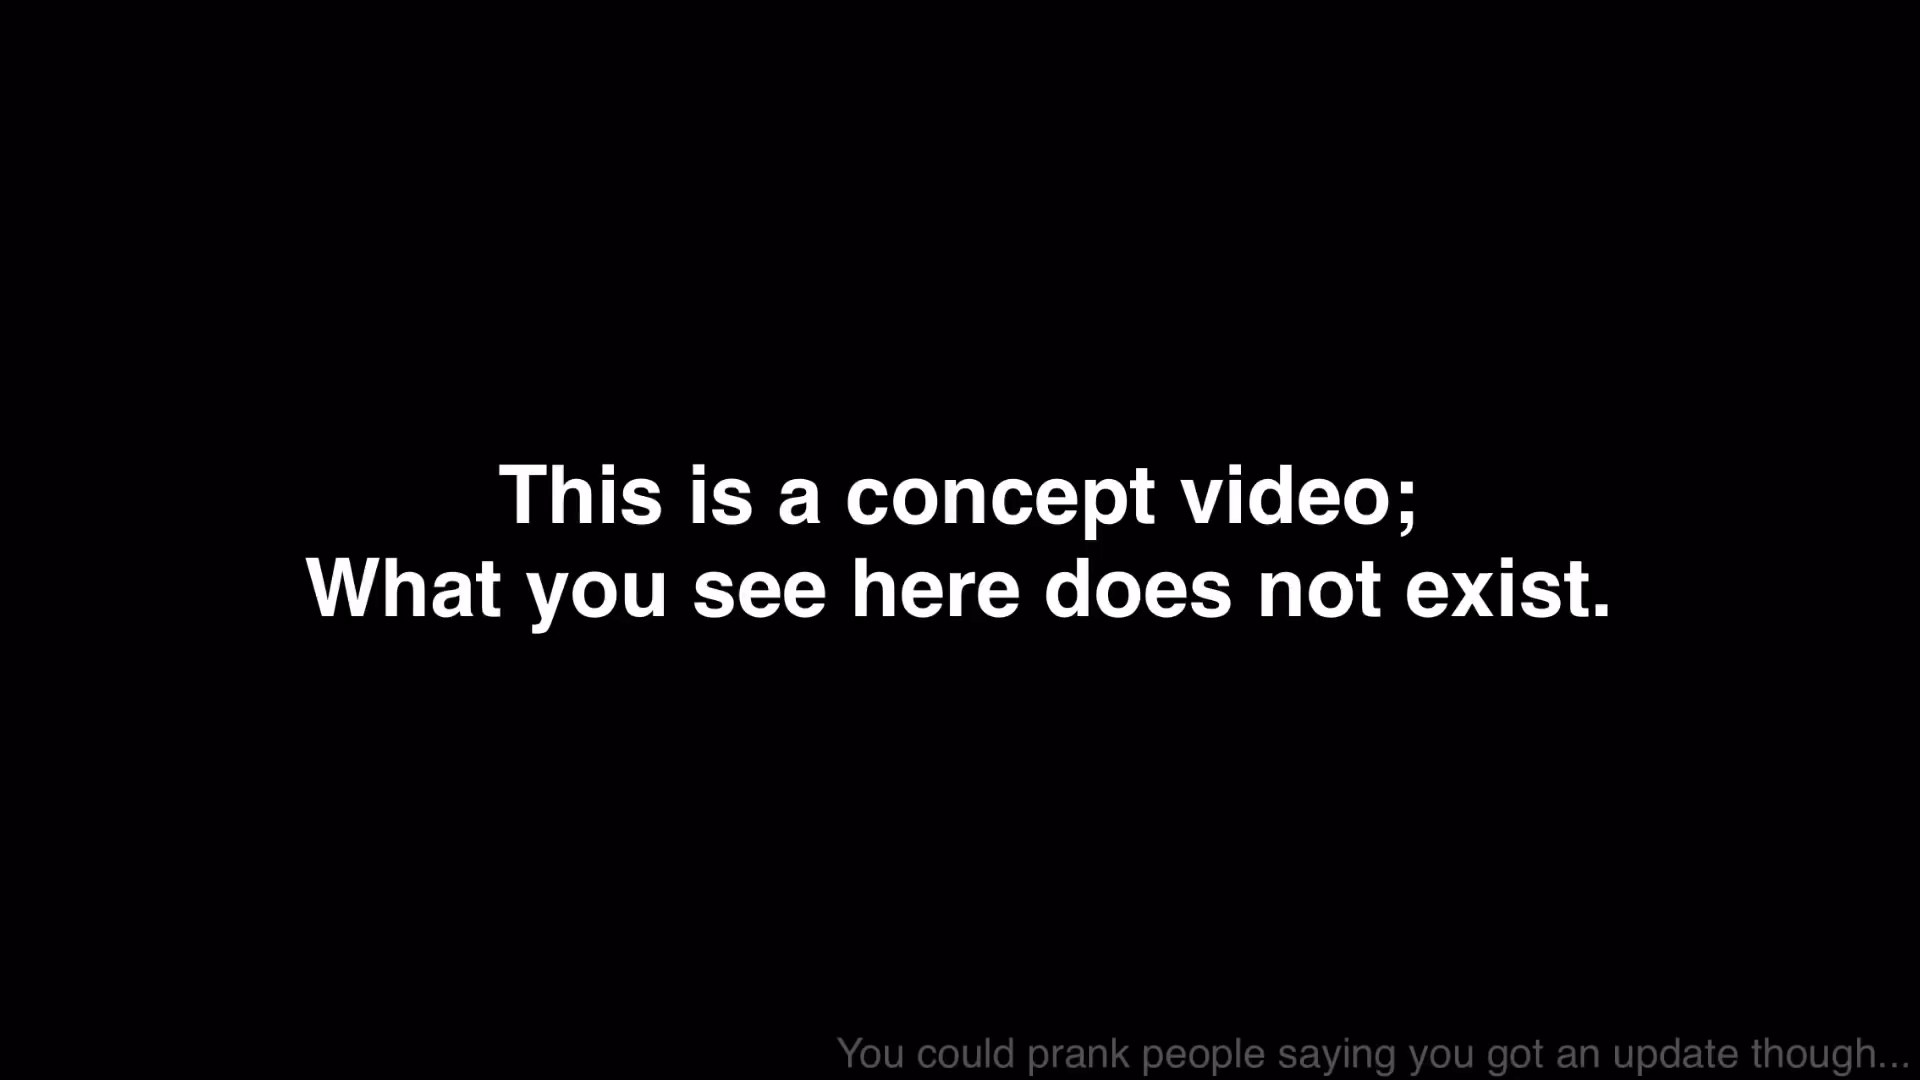 This is a concept video;
What you see here does not exist.
You could prank people saying you got an update though...